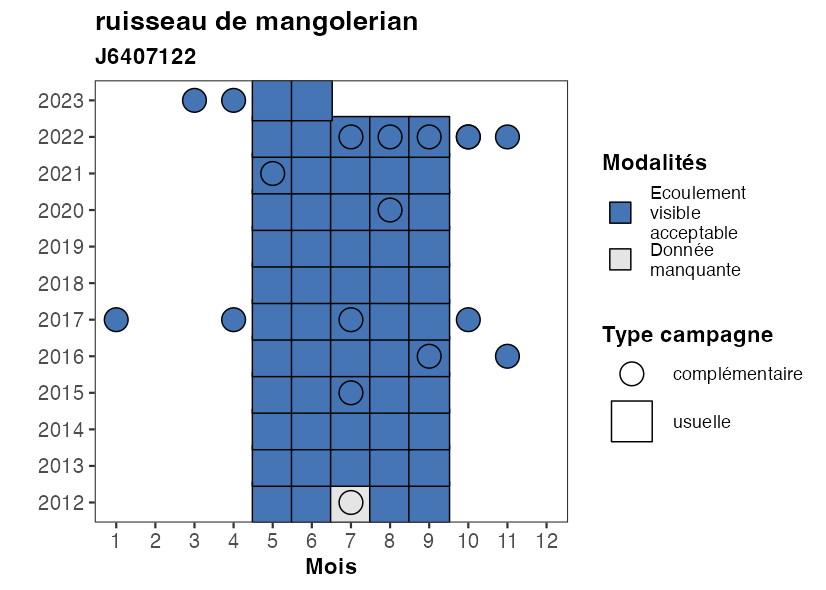 ruisseau de mangolerian
J6407122
2023
2022
2021
2020
2019
2018
2017
2016
2015
2014
2013
2012
1 2 3 4 5 6 7 8 9 10 11 12
Mois
Modalités
Ecoulement
visible
acceptable
Donnée
manquante
Type campagne
complémentaire
usuelle